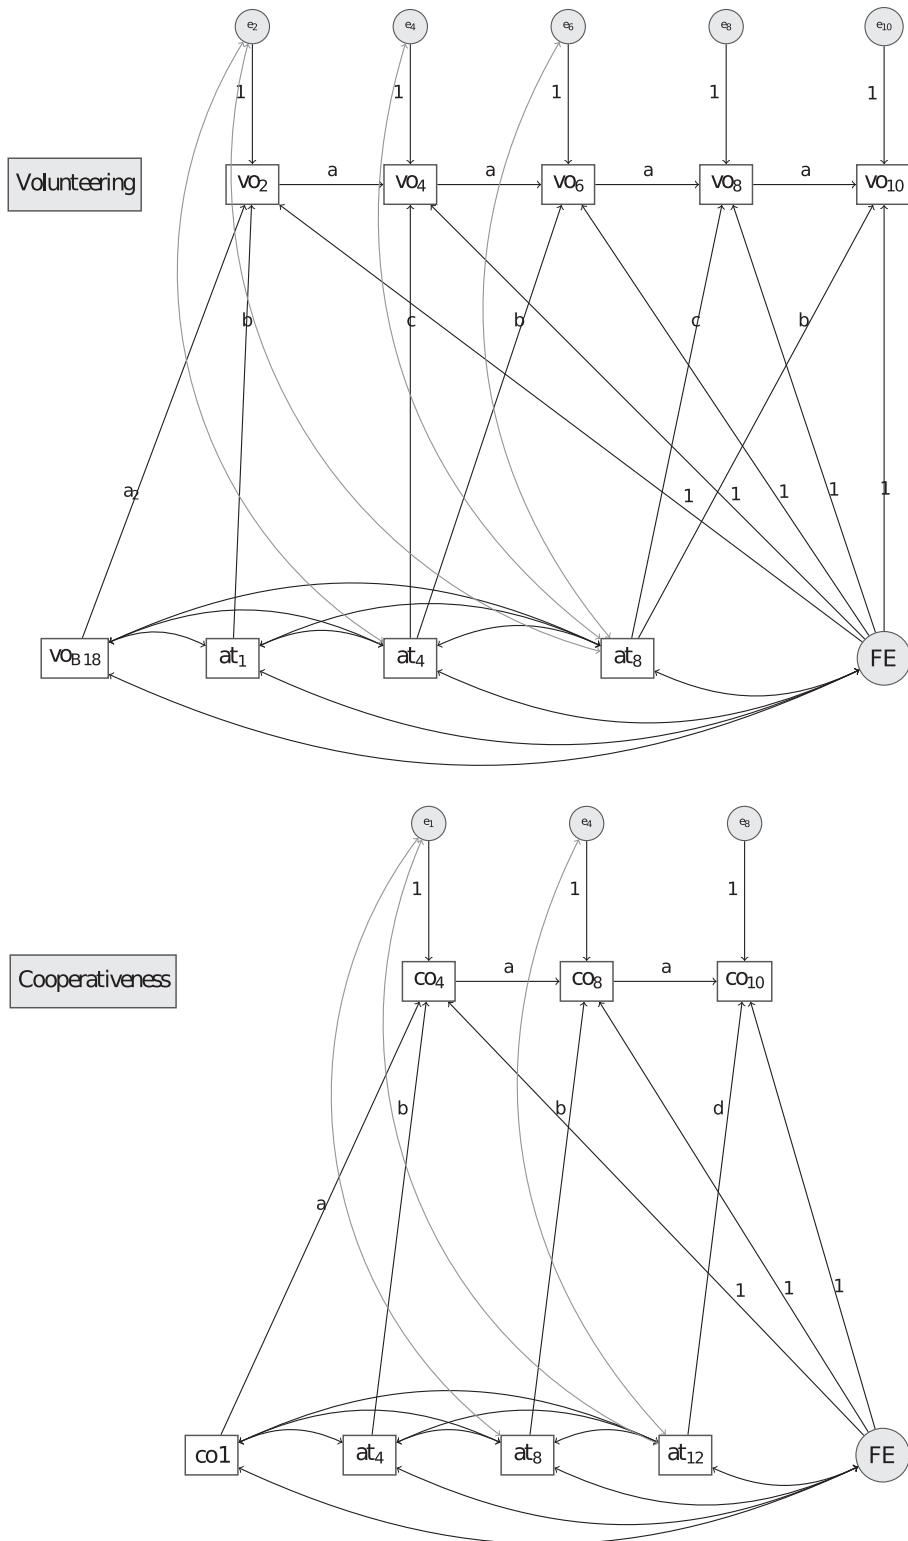 e2 e4 e6 e8 e10
1 1 1 1 1
Volunteering
vo2 a vo4 a vo6 a vo8 a vo10
b c b c b
a2 1 1 1 1 1
voB18 at1 at4 at8 FE
e1 e4 e8
1 1 1
Cooperativeness
co4 a co8 a co10
b b d
a
1 1 1
co1 at4 at8 at12 FE